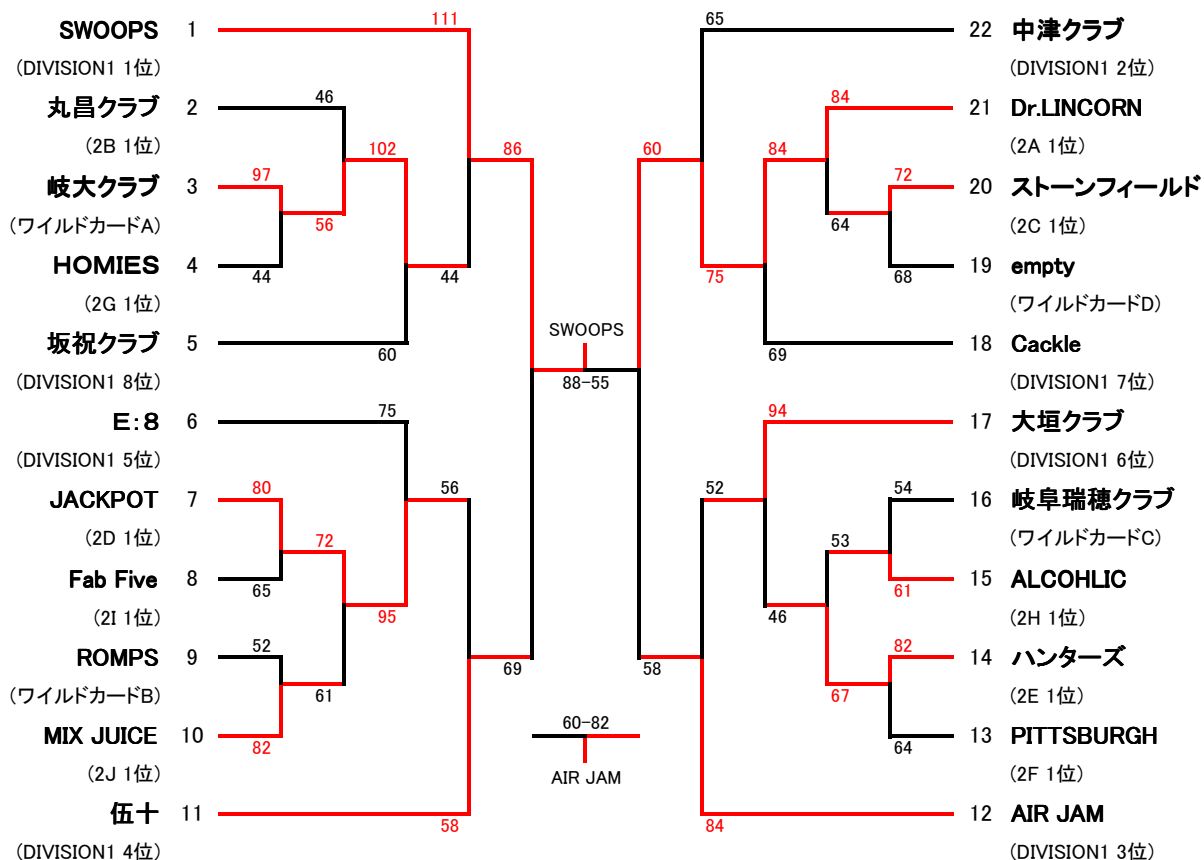 SWOOPS 1 111 65 22 中津クラブ
(DIVISION1 1位) (DIVISION1 2位)
丸昌クラブ 2 46 84 21 Dr.LINCORN
(2B 1位) 102 86 60 84 (2A 1位)
岐大クラブ 3 97 72 20 ストーンフィールド
(ワイルドカードA) 56 64 (2C 1位)
HOMIES 4 44 44 75 68 19 empty
(2G 1位) (ワイルドカードD)
SWOOPS
坂祝クラブ 5 60 69 18 Cackle
(DIVISION1 8位) 88-55 (DIVISION1 7位)
E:8 6 75 94 17 大垣クラブ
(DIVISION1 5位) (DIVISION1 6位)
JACKPOT 7 80 56 52 54 16 岐阜瑞穂クラブ
(2D 1位) 72 53 (ワイルドカードC)
Fab Five 8 65 61 15 ALCOHLIC
(2I 1位) 95 46 (2H 1位)
ROMPS 9 52 82 14 ハンターズ
(ワイルドカードB) 61 69 58 67 (2E 1位)
60-82
MIX JUICE 10 82 64 13 PITTSBURGH
(2J 1位) AIR JAM (2F 1位)
伍十 11 58 84 12 AIR JAM
(DIVISION1 4位) (DIVISION1 3位)